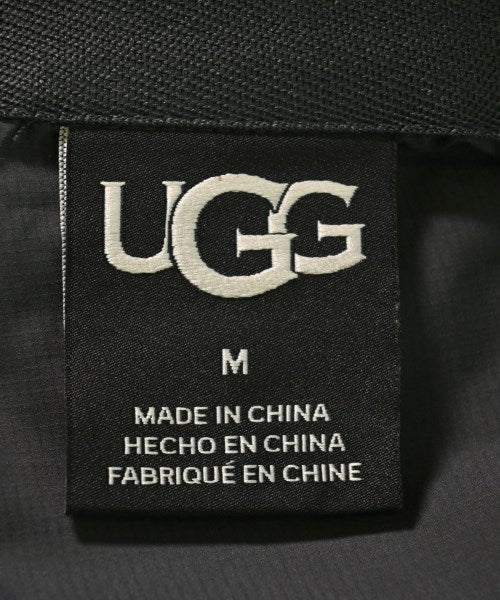 UGG
M
MADE IN CHINA
HECHO EN CHINA
FABRIQUÉ EN CHINE